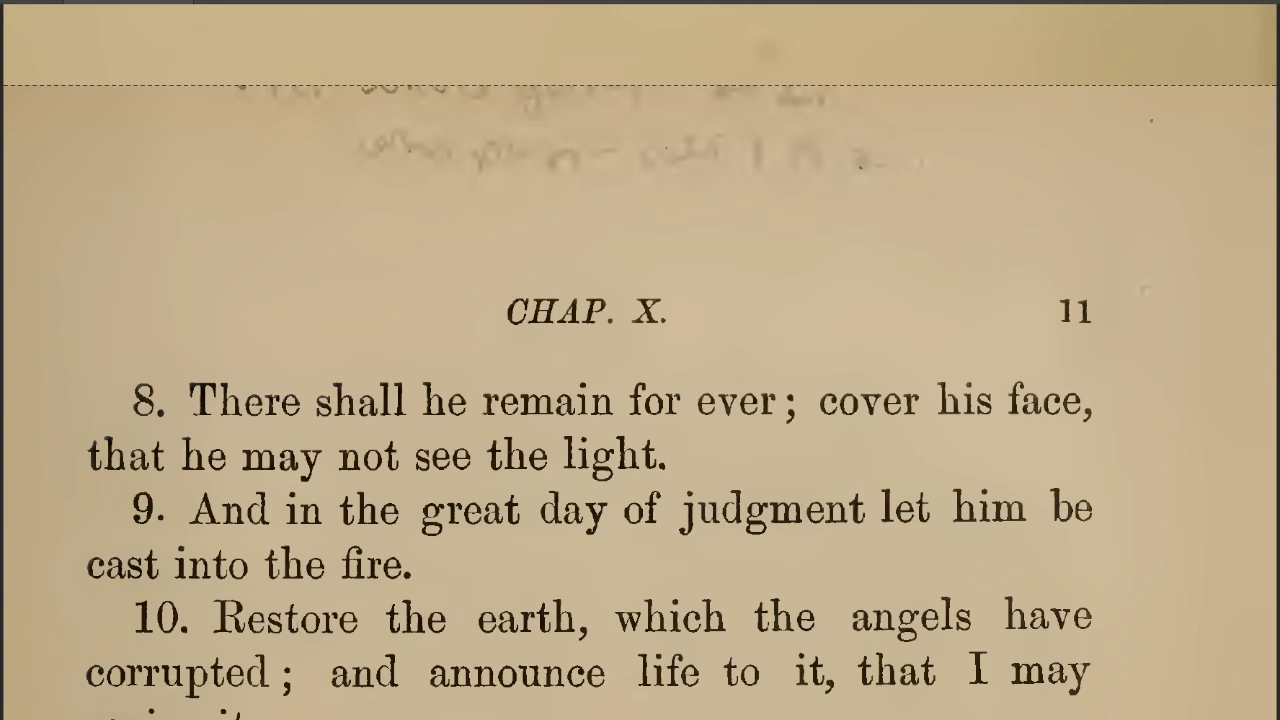 CHAP. X. 11
8. There shall he remain for ever; cover his face,
that he may not see the light.
9. And in the great day of judgment let him be
cast into the fire.
10. Restore the earth, which the angels have
corrupted; and announce life to it, that I may